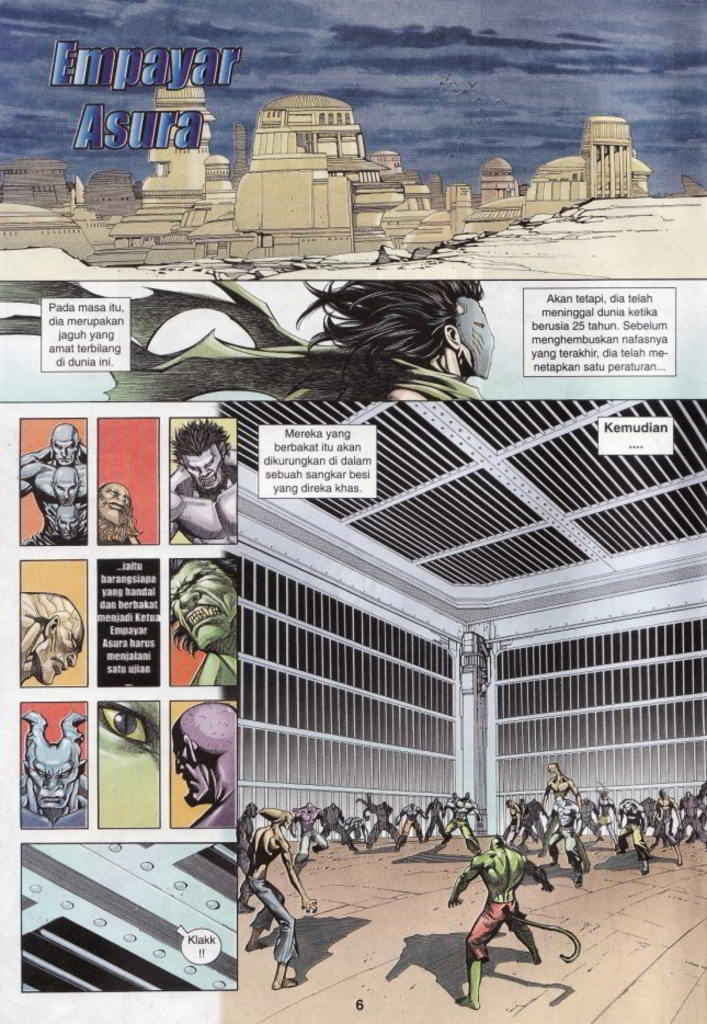 Empayar
Asura
Pada masa itu,
dia merupakan
jaguh yang
amat terbilang
di dunia ini.
Akan tetapi, dia telah
meninggal dunia ketika
berusia 25 tahun. Sebelum
menghembuskan nafasnya
yang terakhir, dia telah me-
netapkan satu peraturan...
...iaitu
barangsiapa
yang handal
dan berbakat
menjadi Ketua
Empayar
Asura harus
menjalani
satu ujian
...
Mereka yang
berbakat itu akan
dikurungkan di dalam
sebuah sangkar besi
yang direka khas.
Kemudian
....
Klakk
!!
6